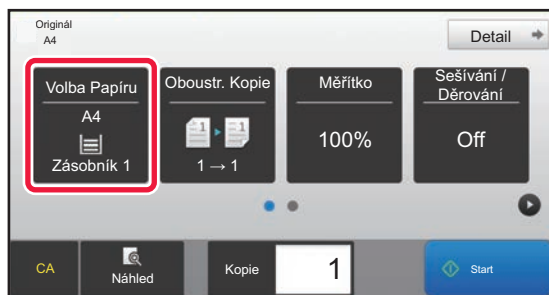 Originál
A4
Detail
Volba Papíru
A4
Zásobník 1
Oboustr. Kopie
1 → 1
Měřítko
100%
Sešívání /
Děrování
Off
CA
Náhled
Kopie
1
Start